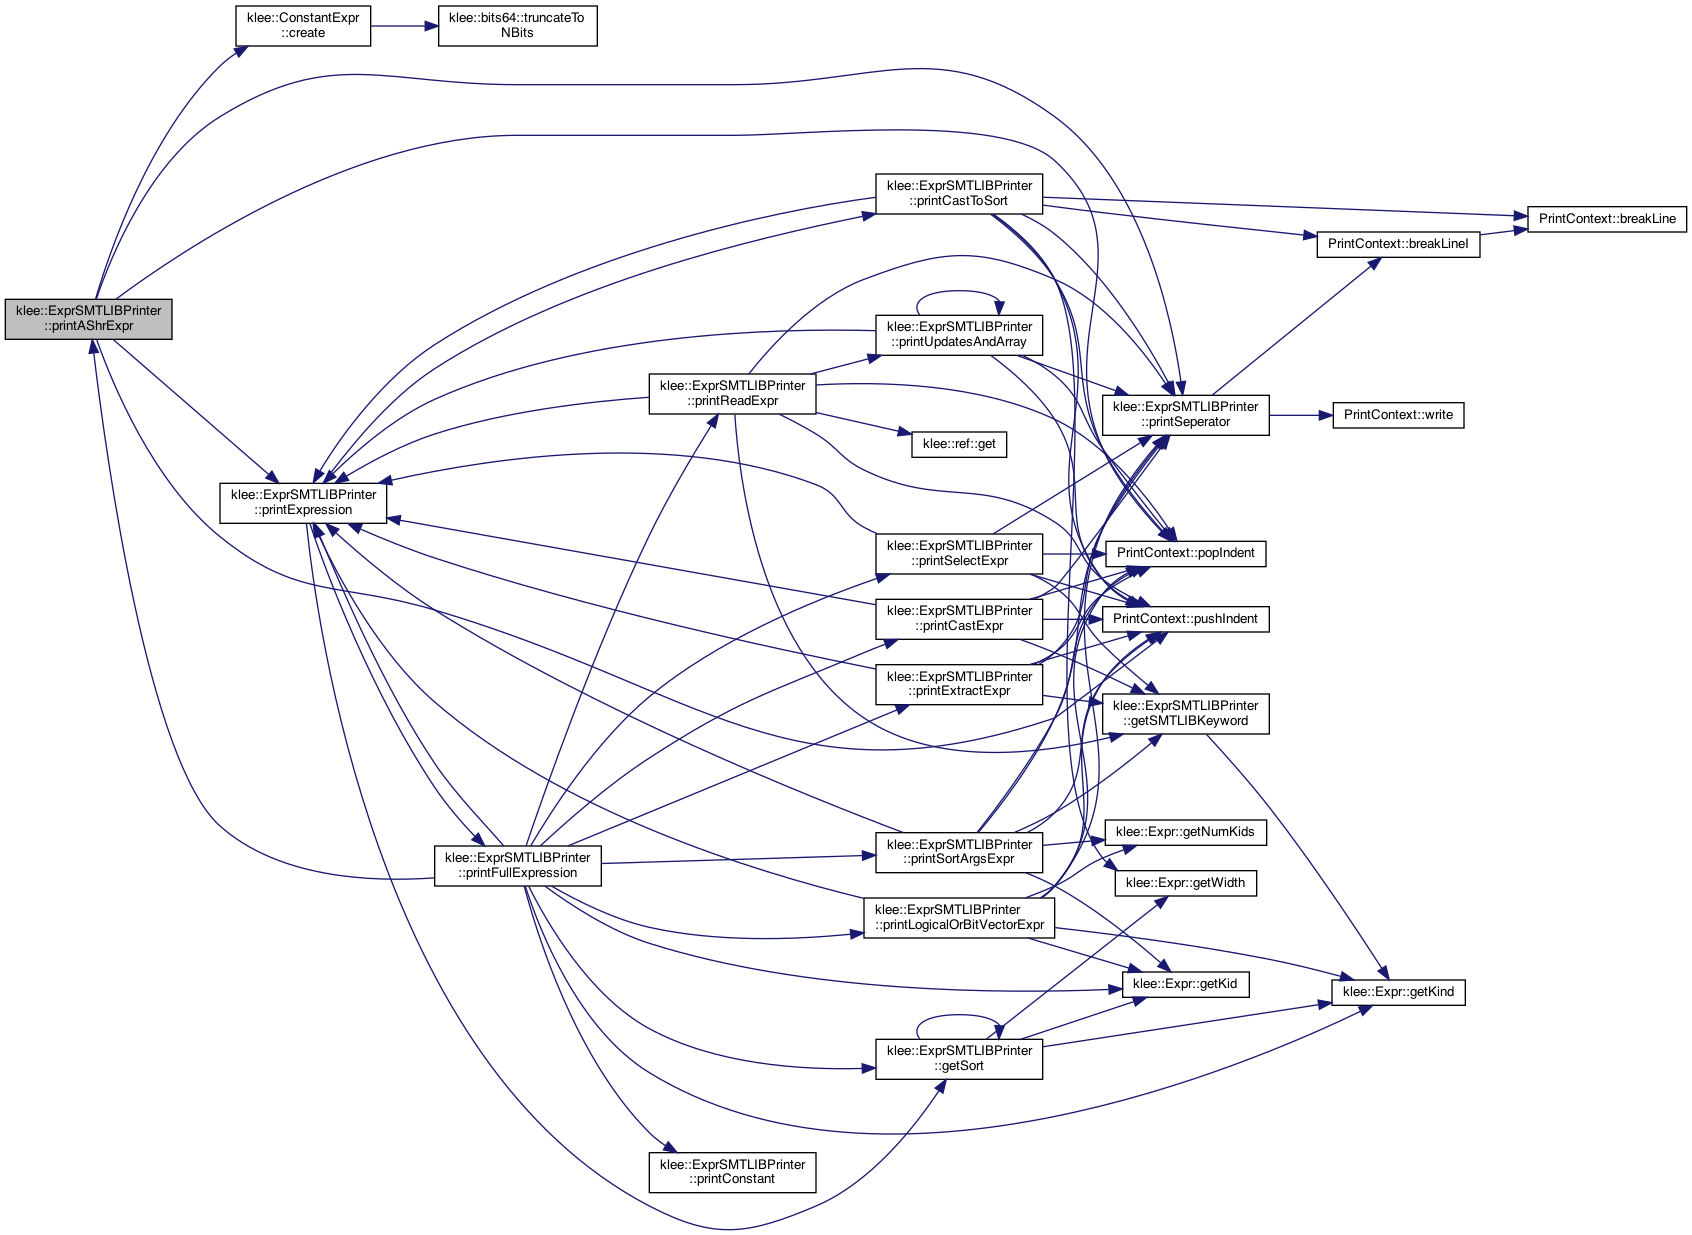 klee::ConstantExpr
::create
klee::bits64::truncateTo
NBits
klee::ExprSMTLIBPrinter
::printAShrExpr
klee::ExprSMTLIBPrinter
::printExpression
klee::ExprSMTLIBPrinter
::printFullExpression
klee::ExprSMTLIBPrinter
::printReadExpr
klee::ExprSMTLIBPrinter
::printConstant
klee::ExprSMTLIBPrinter
::printCastToSort
klee::ExprSMTLIBPrinter
::printUpdatesAndArray
klee::ref::get
klee::ExprSMTLIBPrinter
::printSelectExpr
klee::ExprSMTLIBPrinter
::printCastExpr
klee::ExprSMTLIBPrinter
::printExtractExpr
klee::ExprSMTLIBPrinter
::printSortArgsExpr
klee::ExprSMTLIBPrinter
::printLogicalOrBitVectorExpr
klee::ExprSMTLIBPrinter
::getSort
klee::ExprSMTLIBPrinter
::printSeperator
PrintContext::popIndent
PrintContext::pushIndent
klee::ExprSMTLIBPrinter
::getSMTLIBKeyword
klee::Expr::getNumKids
klee::Expr::getWidth
klee::Expr::getKid
PrintContext::breakLineI
PrintContext::write
klee::Expr::getKind
PrintContext::breakLine